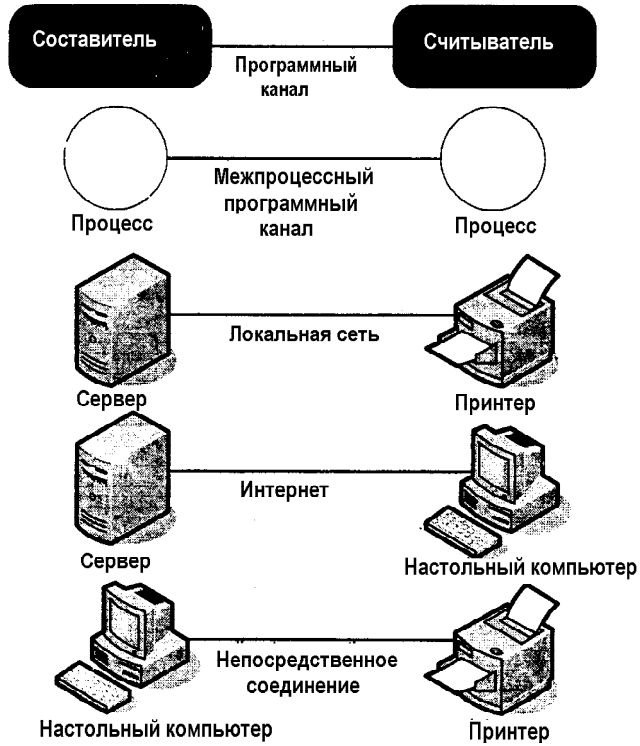 Составитель
Считыватель
Программный
канал
Процесс
Межпроцессный
программный
канал
Процесс
Сервер
Локальная сеть
Принтер
Сервер
Интернет
Настольный компьютер
Настольный компьютер
Непосредственное
соединение
Принтер